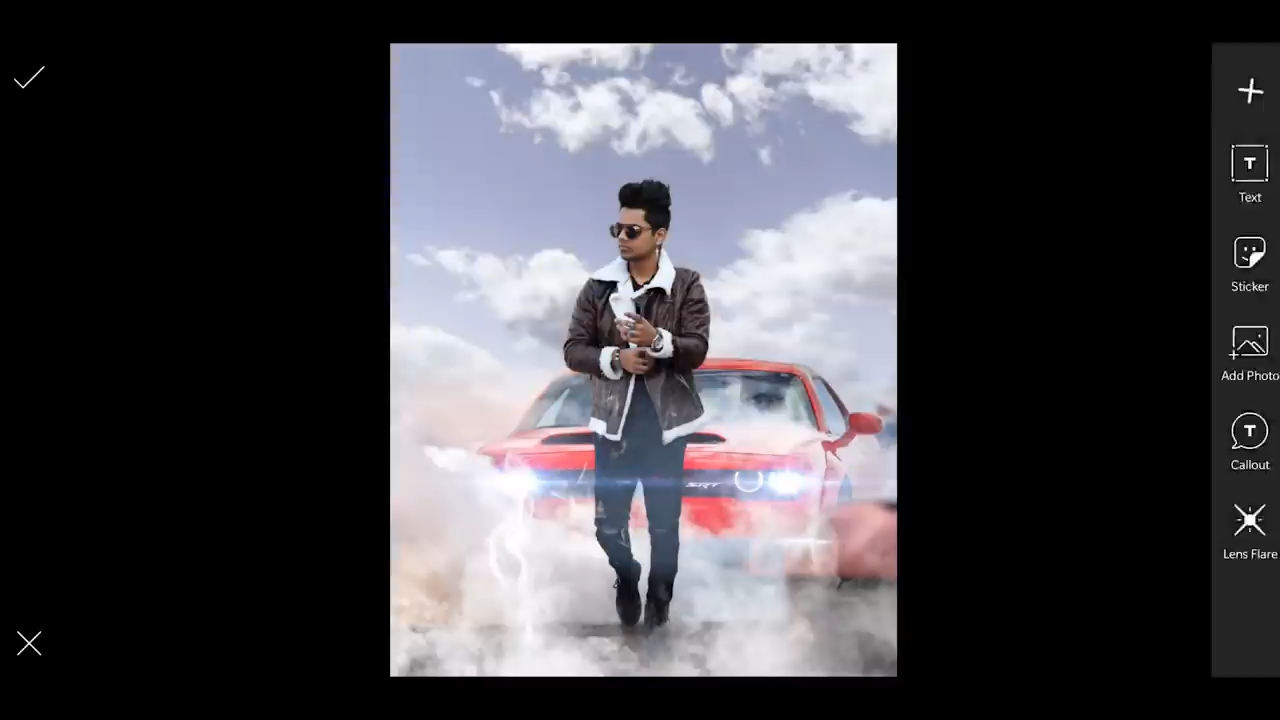 T
Text
Sticker
Add Photo
T
Callout
Lens Flare
SRT